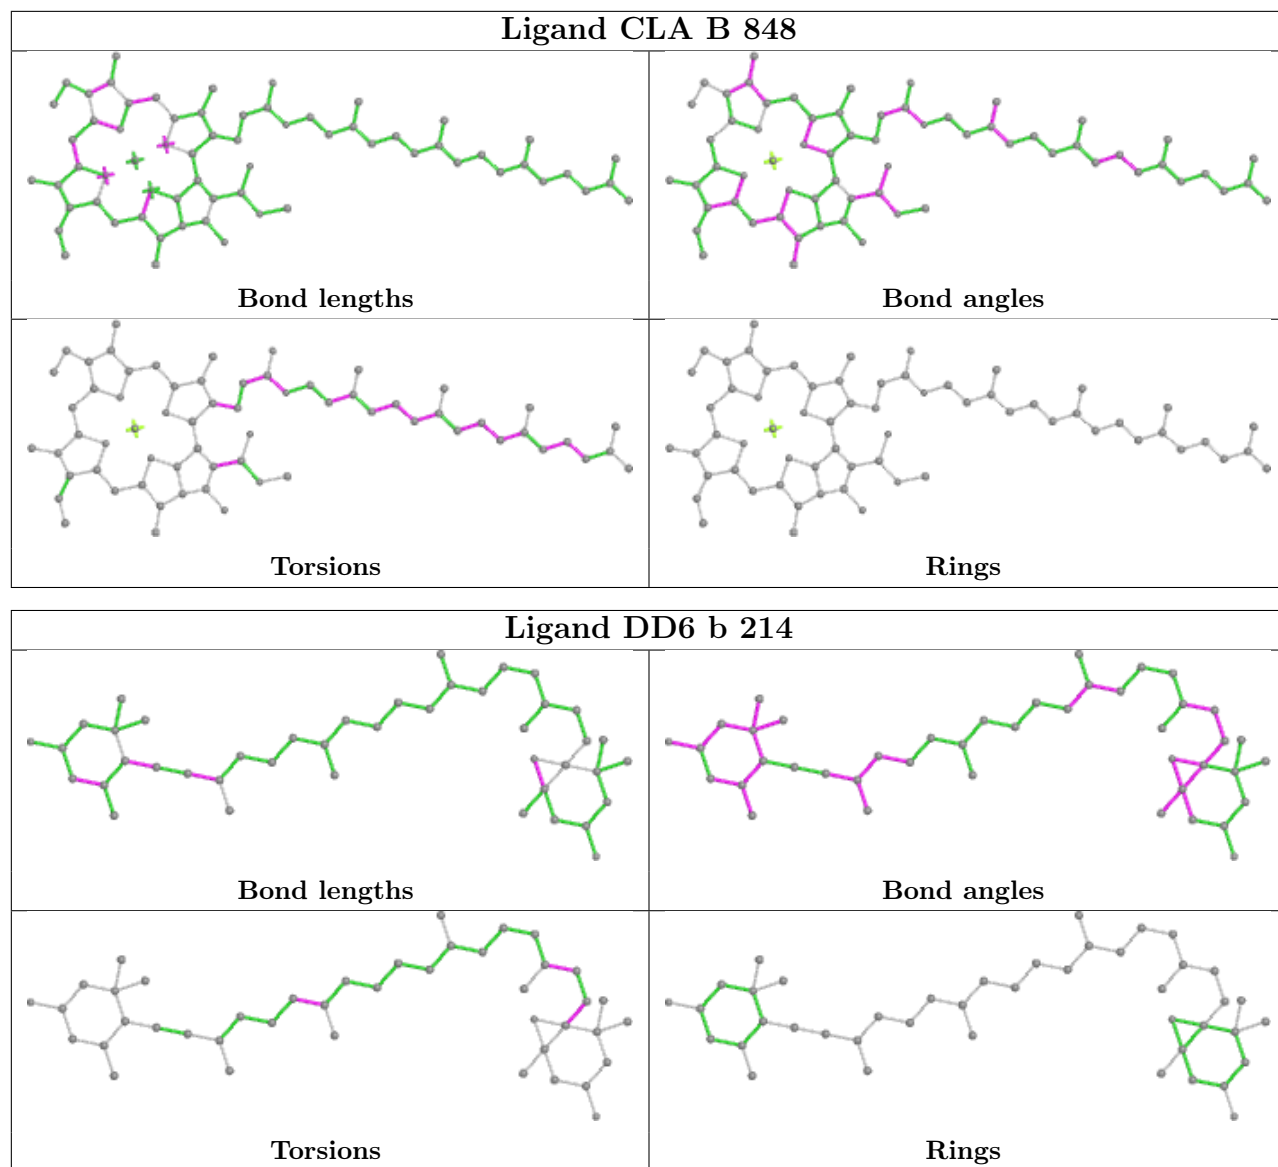 Ligand CLA B 848
Bond lengths
Bond angles
Torsions
Rings
Ligand DD6 b 214
Bond lengths
Bond angles
Torsions
Rings